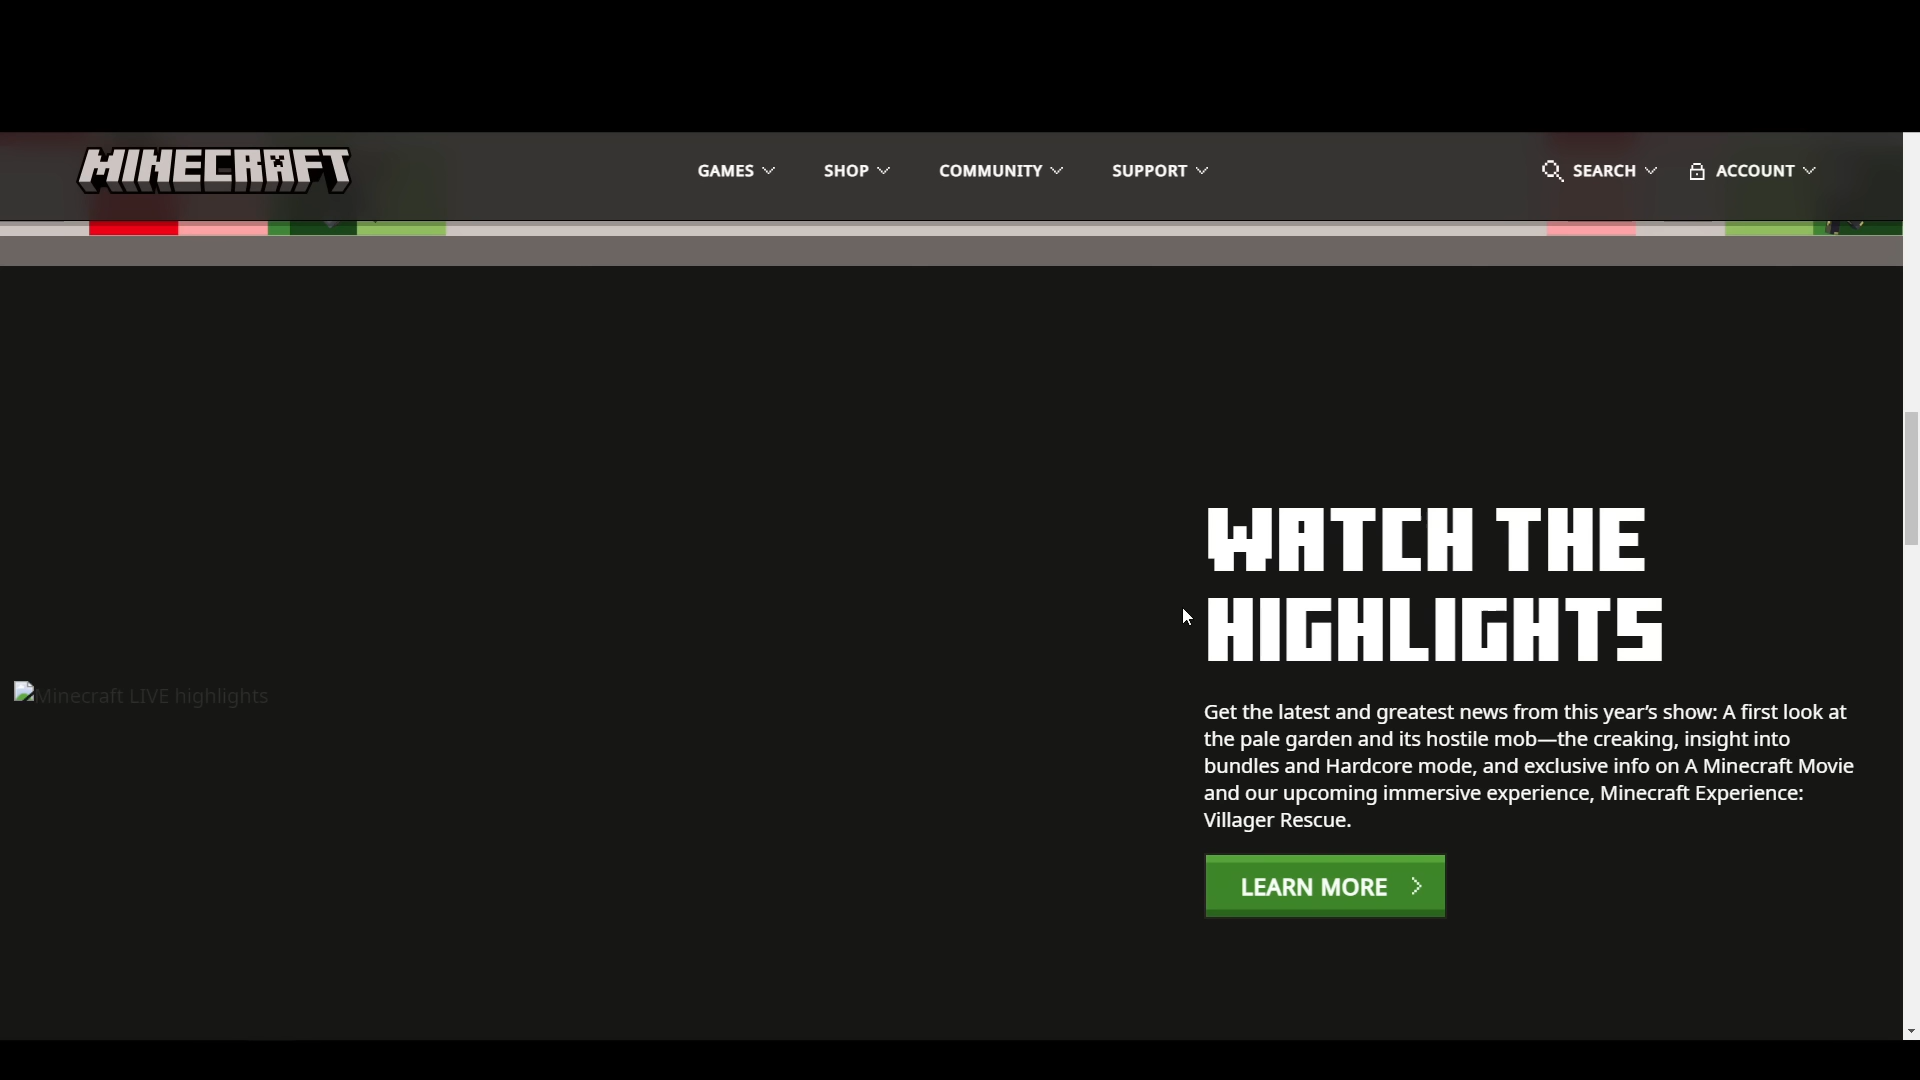 MINECRAFT
GAMES
SHOP
COMMUNITY
SUPPORT
SEARCH
ACCOUNT
WATCH THE
HIGHLIGHTS
Minecraft LIVE highlights
Get the latest and greatest news from this year’s show: A first look at
the pale garden and its hostile mob—the creaking, insight into
bundles and Hardcore mode, and exclusive info on A Minecraft Movie
and our upcoming immersive experience, Minecraft Experience:
Villager Rescue.
LEARN MORE